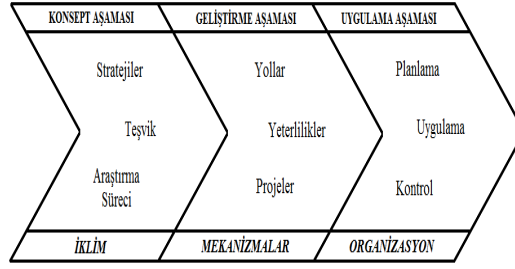 KONSEPT AŞAMASI
GELİŞTİRME AŞAMASI
UYGULAMA AŞAMASI
Stratejiler
Yollar
Planlama
Teşvik
Yeterlilikler
Uygulama
Araştırma
Süreci
Projeler
Kontrol
İKLİM
MEKANİZMALAR
ORGANİZASYON